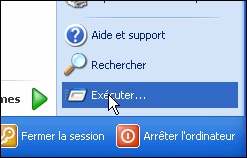 Aide et support
Rechercher
Exécuter...
mes
Fermer la session
Arrêter l'ordinateur